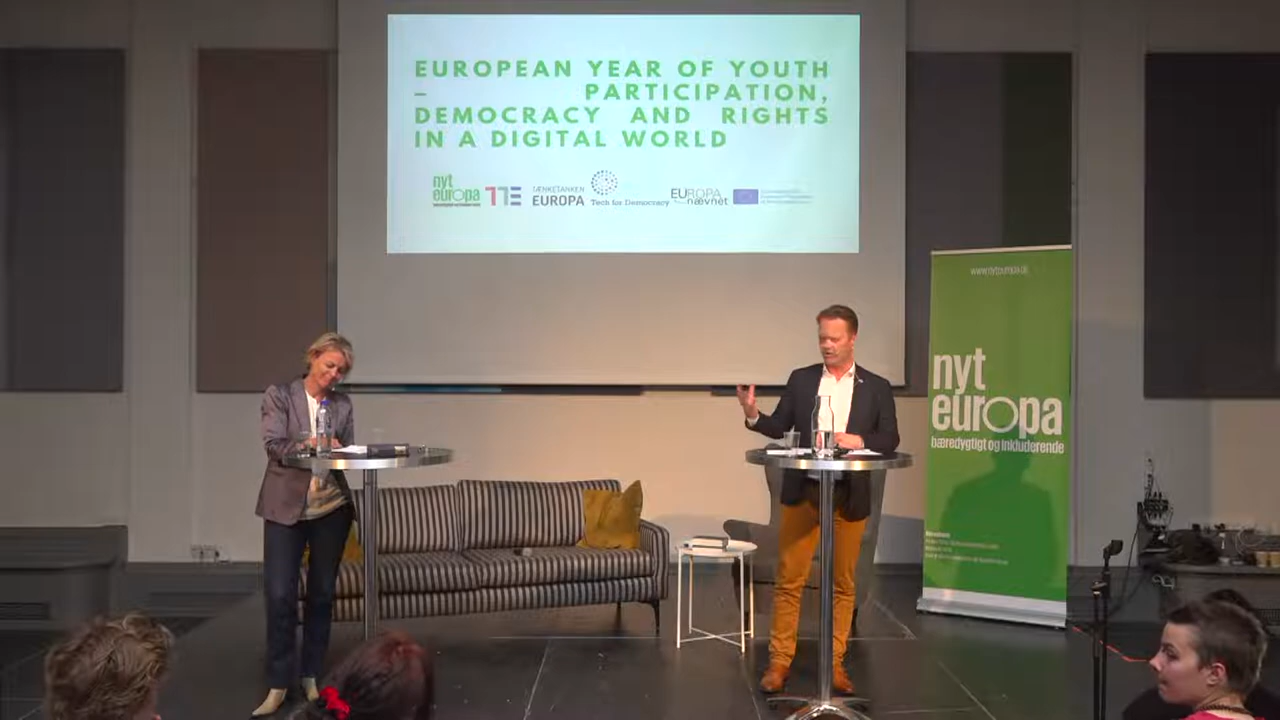 EUROPEAN YEAR OF YOUTH
– PARTICIPATION,
DEMOCRACY AND RIGHTS
IN A DIGITAL WORLD
nyt
europa
TTE
TÆNKETANKEN
EUROPA
Tech for Democracy
EUROPA
nævnet
www.nyteuropa.dk
nyt
europa
bæredygtigt og inkluderende